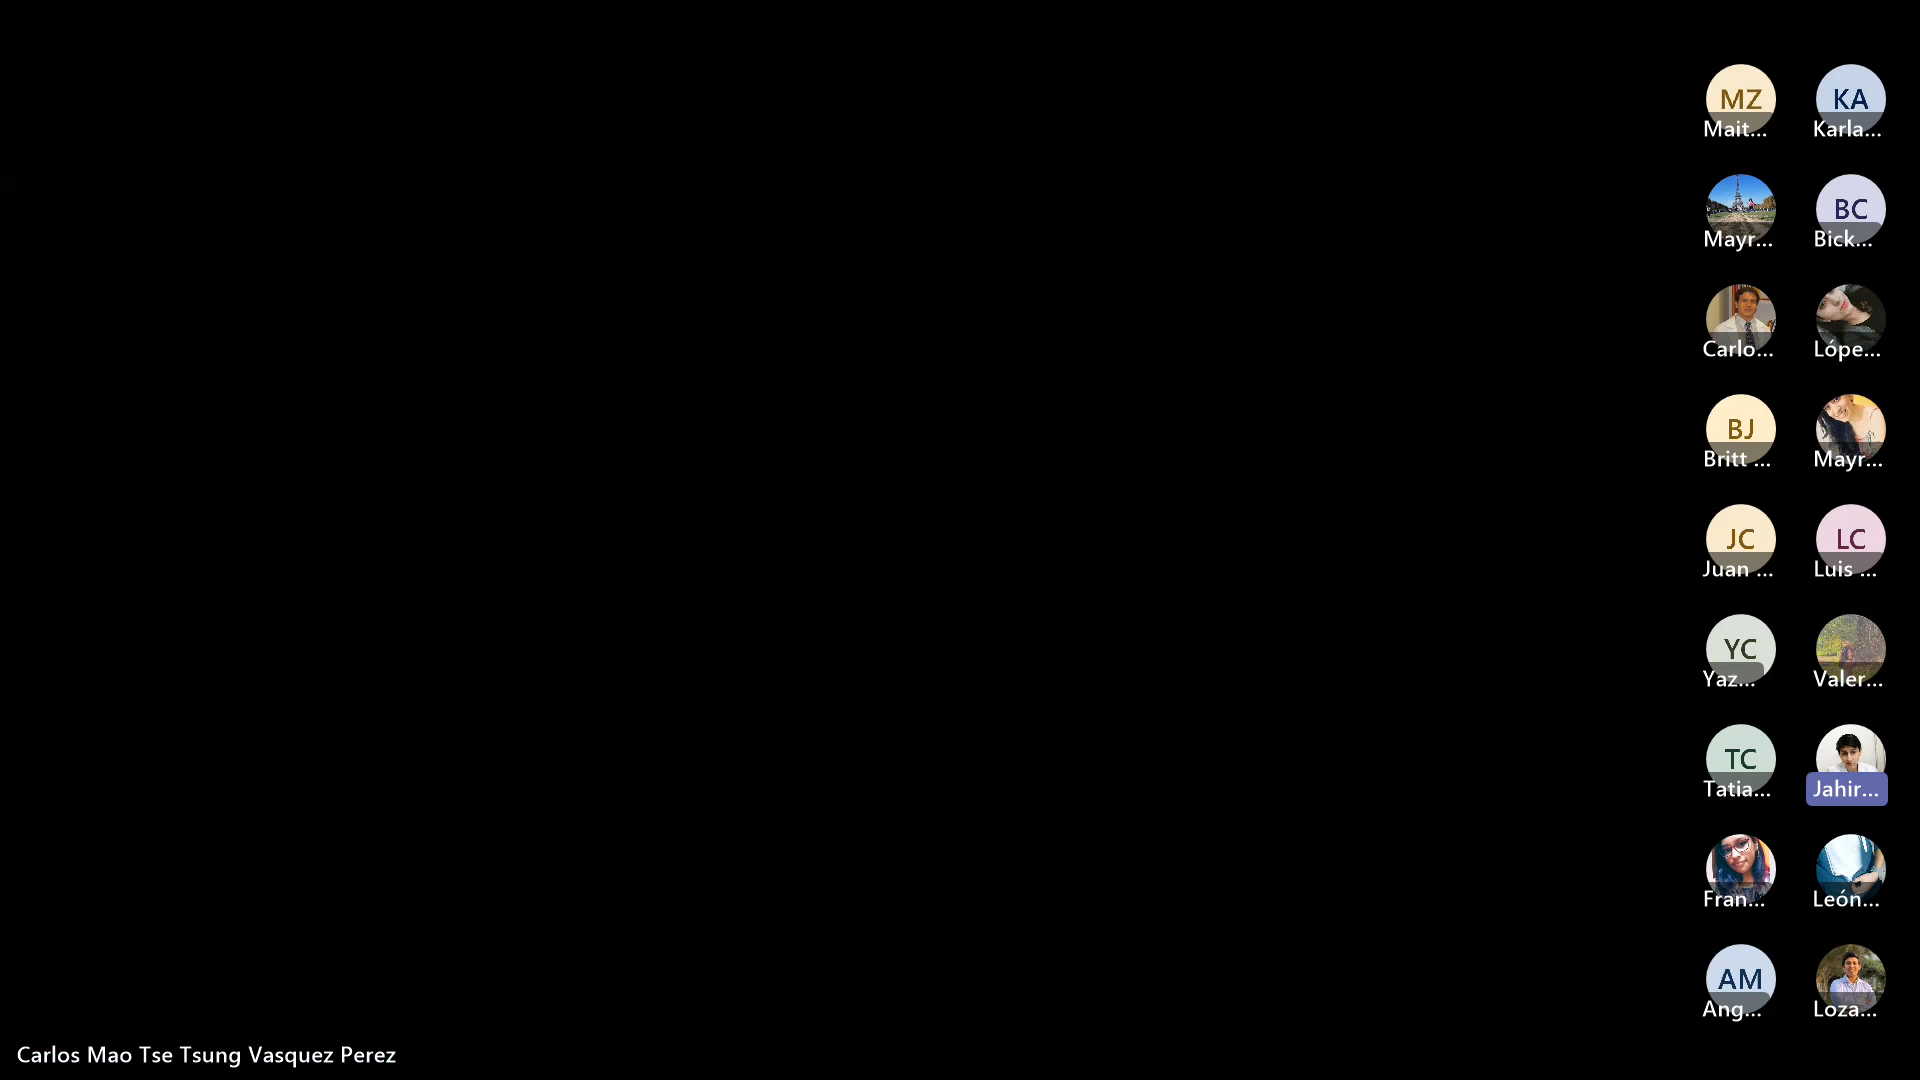 MZ
Mait...
KA
Karla...
Mayr...
BC
Bick...
Carlo...
Lópe...
BJ
Britt ...
Mayr...
JC
Juan ...
LC
Luis ...
YC
Yaz...
Valer...
TC
Tatia...
Jahir...
Fran...
León...
AM
Ang...
Loza...
Carlos Mao Tse Tsung Vasquez Perez